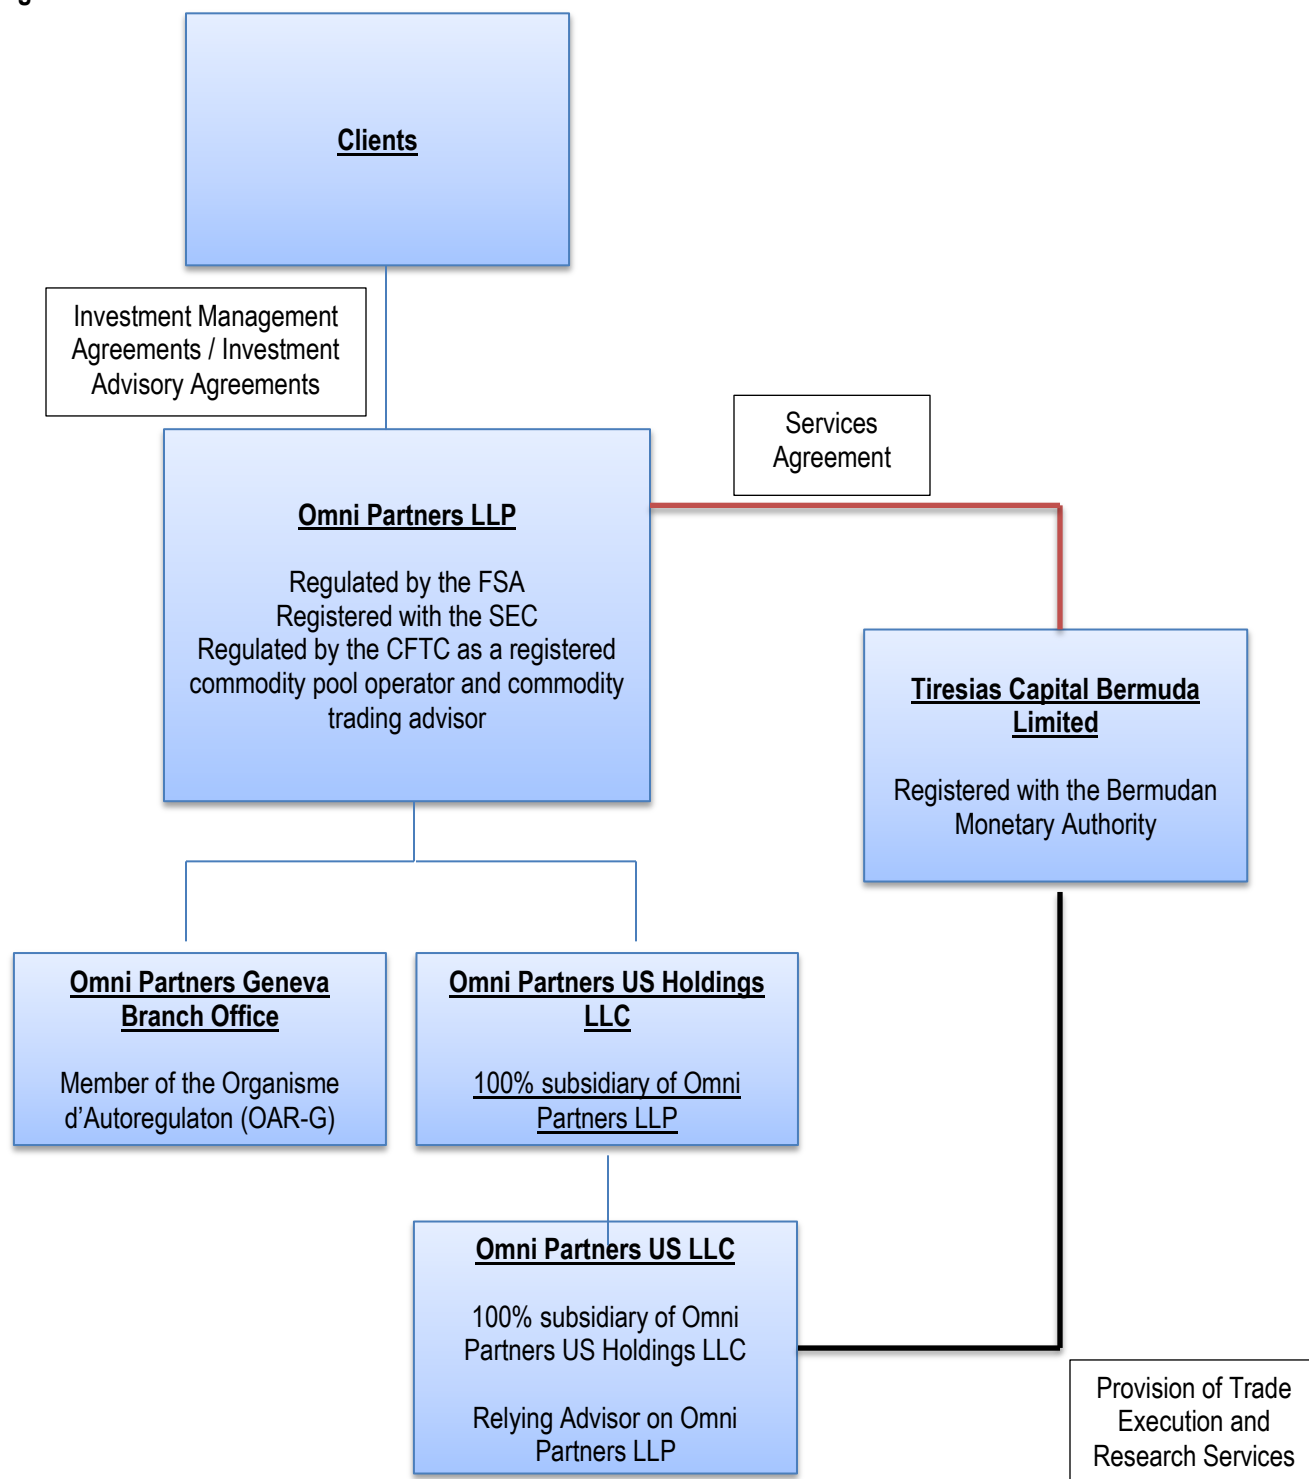 g
Clients
Investment Management
Agreements / Investment
Advisory Agreements
Services
Agreement
Omni Partners LLP
Regulated by the FSA
Registered with the SEC
Regulated by the CFTC as a registered
commodity pool operator and commodity
trading advisor
Tiresias Capital Bermuda
Limited
Registered with the Bermudan
Monetary Authority
Omni Partners Geneva
Branch Office
Member of the Organisme
d’Autoregulaton (OAR-G)
Omni Partners US Holdings
LLC
100% subsidiary of Omni
Partners LLP
Omni Partners US LLC
100% subsidiary of Omni
Partners US Holdings LLC
Relying Advisor on Omni
Partners LLP
Provision of Trade
Execution and
Research Services